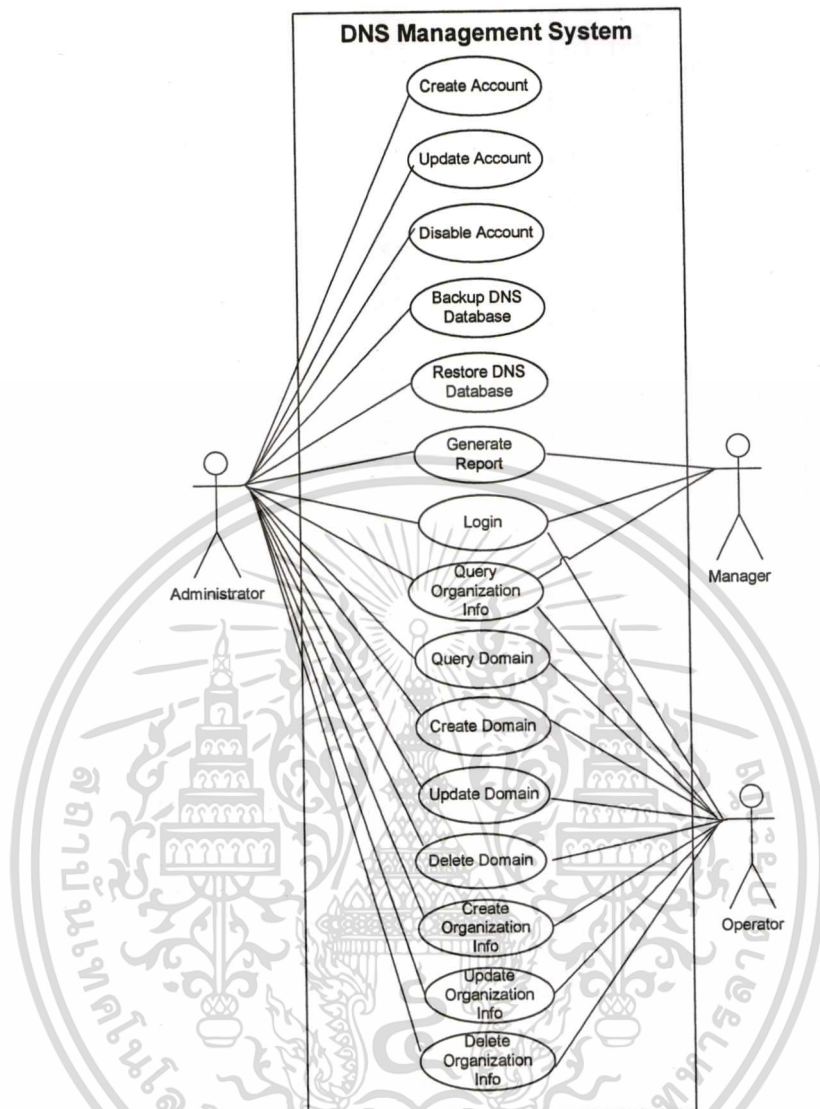 DNS Management System
Create Account
Update Account
Disable Account
Backup DNS
Database
Restore DNS
Database
Generate
Report
Login
Query
Organization
Info
Query Domain
Create Domain
Update Domain
Delete Domain
Create
Organization
Info
Update
Organization
Info
Delete
Organization
Info
Administrator
Manager
Operator